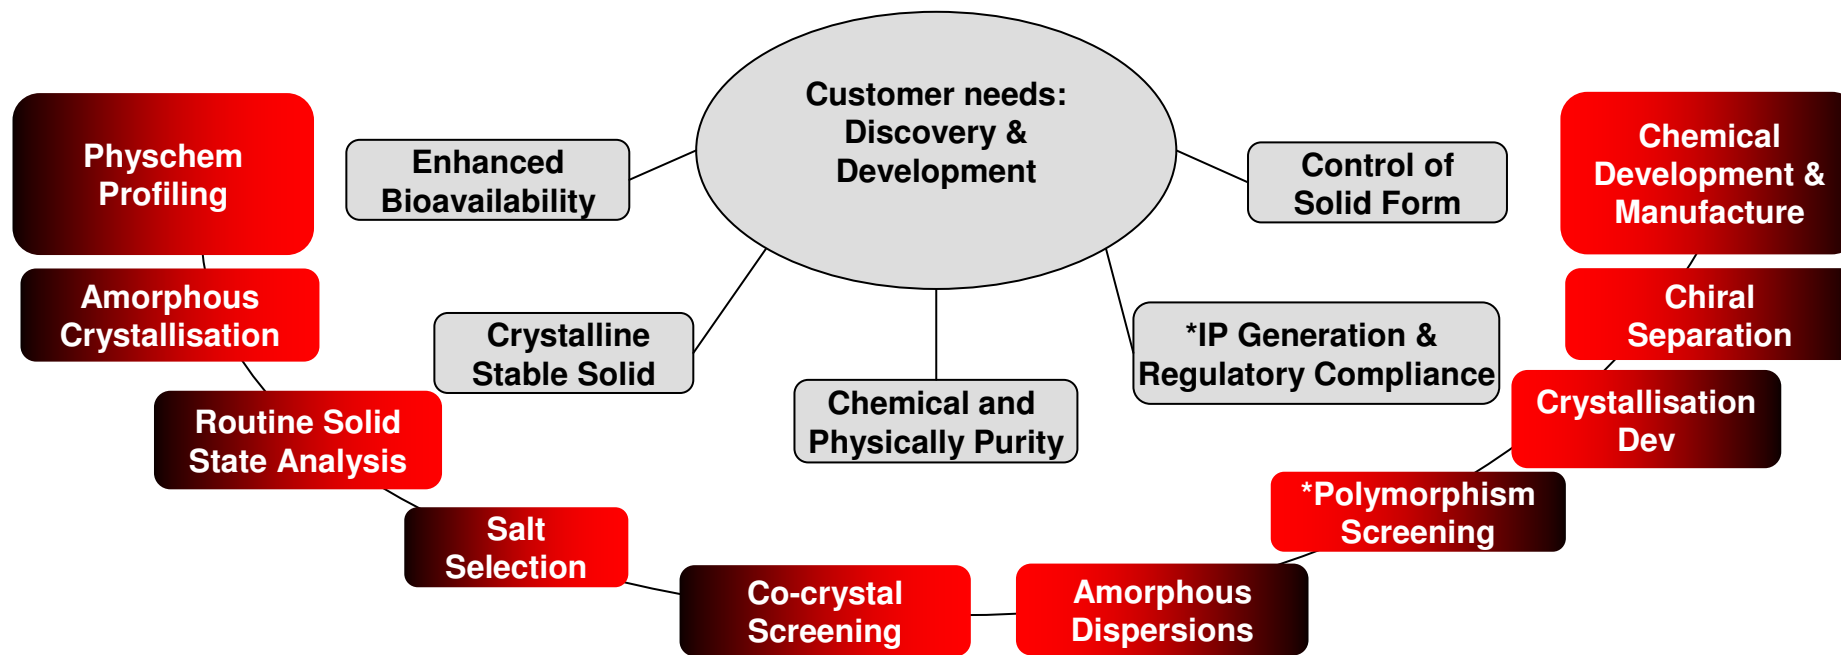 Customer needs:
Discovery &
Development
Enhanced
Bioavailability
Crystalline
Stable Solid
Chemical and
Physically Purity
*IP Generation &
Regulatory Compliance
Control of
Solid Form
Physchem
Profiling
Amorphous
Crystallisation
Routine Solid
State Analysis
Salt
Selection
Co-crystal
Screening
Amorphous
Dispersions
*Polymorphism
Screening
Crystallisation
Dev
Chiral
Separation
Chemical
Development &
Manufacture